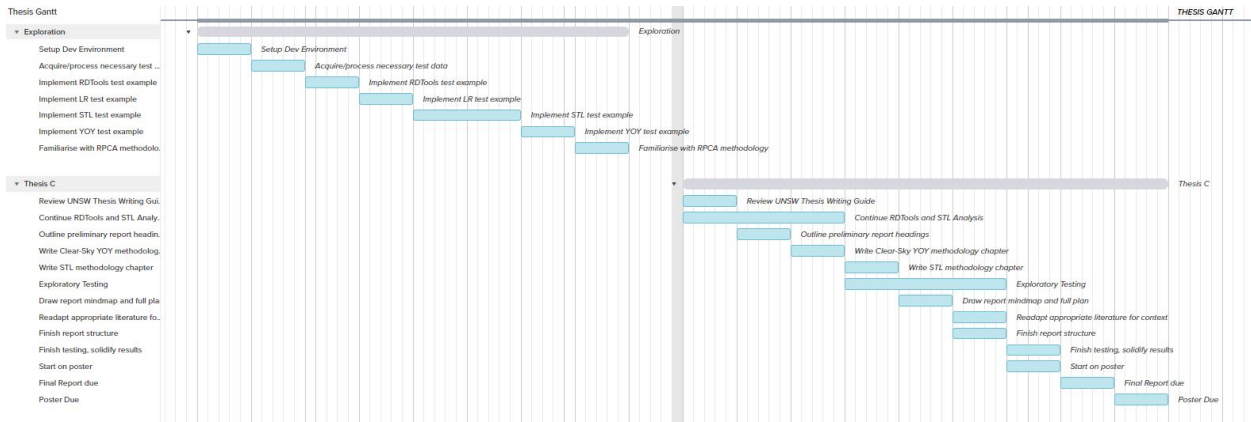 Thesis Gantt THESIS GANTT
Exploration Exploration
Setup Dev Environment Setup Dev Environment
Acquire/process necessary test ... Acquire/process necessary test data
Implement RDTools test example Implement RDTools test example
Implement LR test example Implement LR test example
Implement STL test example Implement STL test example
Implement YOY test example Implement YOY test example
Familiarise with RPCA methodolo. Familiarise with RPCA methodology
Thesis C Thesis C
Review UNSW Thesis Writing Gui. Review UNSW Thesis Writing Guide
Continue RDTools and STL Analy. Continue RDTools and STL Analysis
Outline preliminary report headin. Outline preliminary report headings
Write Clear-Sky YOY methodolog. Write Clear-Sky YOY methodology chapter
Write STL methodology chapter Write STL methodology chapter
Exploratory Testing Exploratory Testing
Draw report mindmap and full pla Draw report mindmap and full plan
Readapt appropriate literature fo.. Readapt appropriate literature for context
Finish report structure Finish report structure
Finish testing, solidify results Finish testing, solidify results
Start on poster Start on poster
Final Report due Final Report due
Poster Due Poster Due